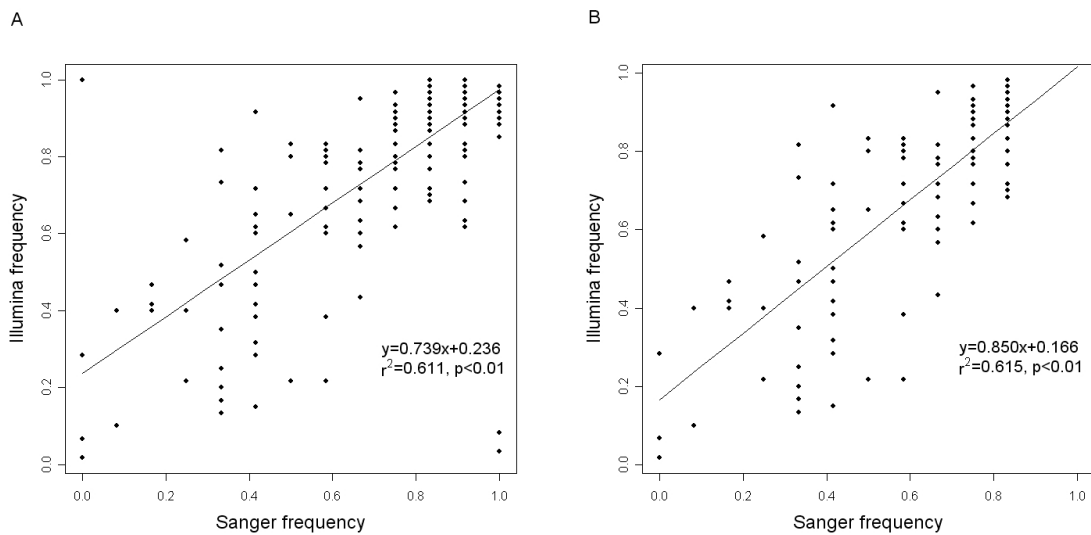 A
B
1.0
0.8
0.6
0.4
0.2
0.0
Illumina frequency
y=0.739x+0.236
r²=0.611, p<0.01
0.0 0.2 0.4 0.6 0.8 1.0
Sanger frequency
1.0
0.8
0.6
0.4
0.2
0.0
Illumina frequency
y=0.850x+0.166
r²=0.615, p<0.01
0.0 0.2 0.4 0.6 0.8 1.0
Sanger frequency